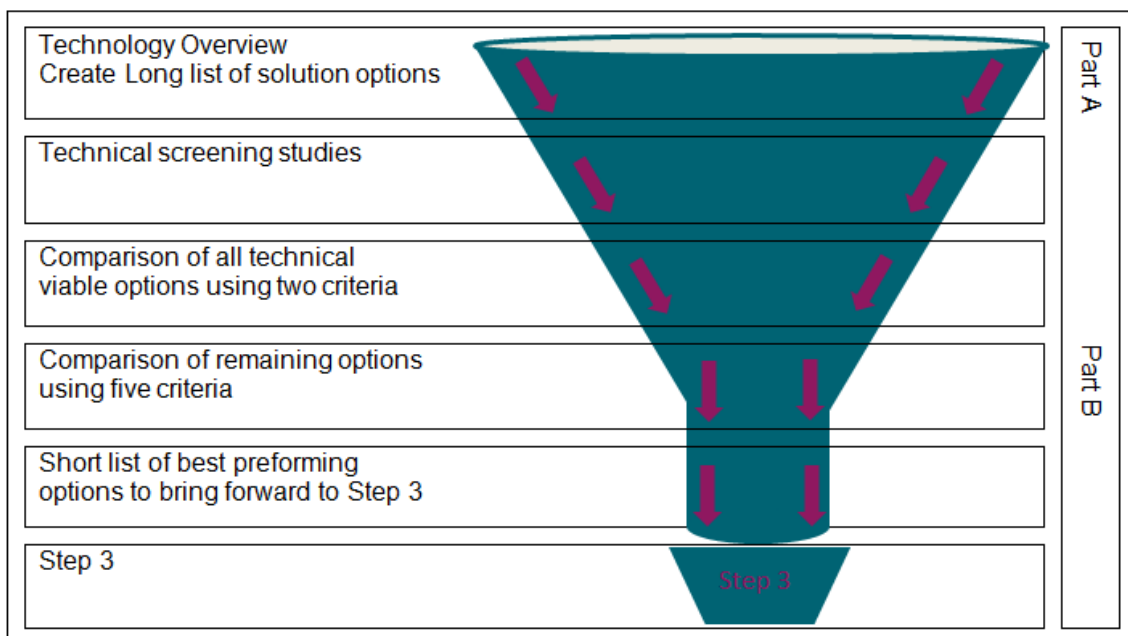 Technology Overview
Create Long list of solution options
Part A
Technical screening studies
Comparison of all technical
viable options using two criteria
Comparison of remaining options
using five criteria
Part B
Short list of best preforming
options to bring forward to Step 3
Step 3
Step 3